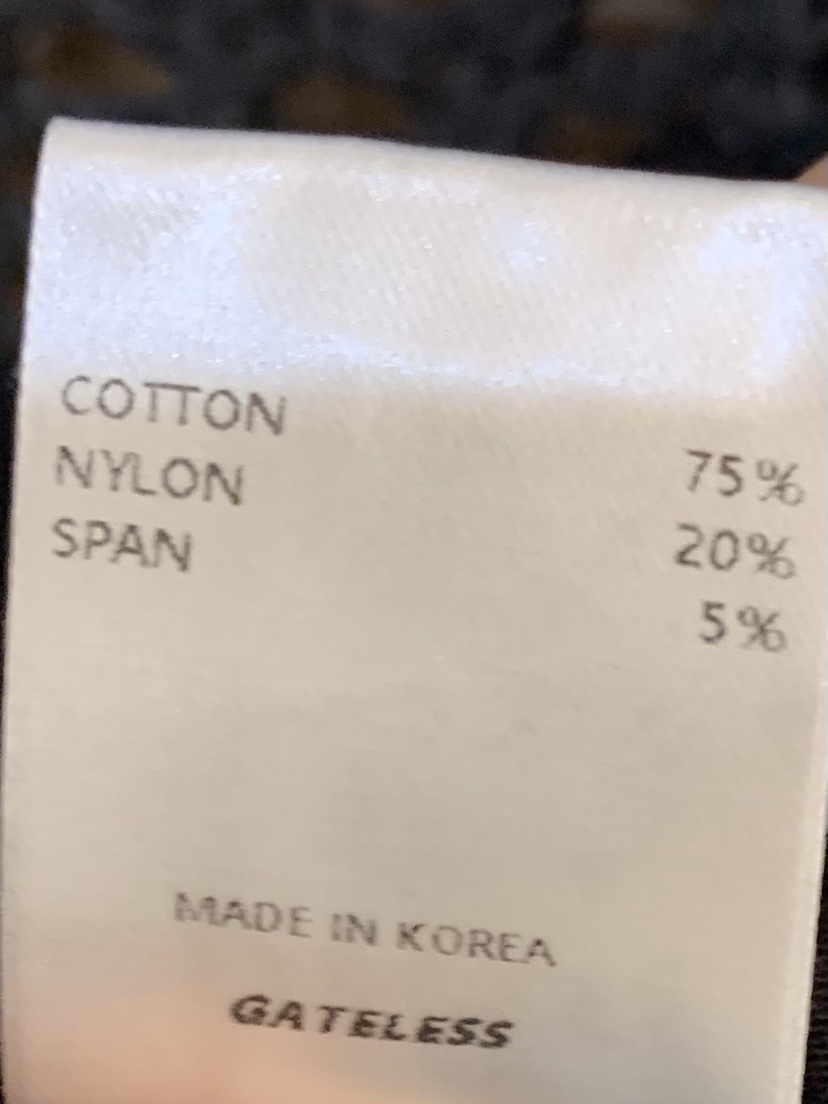 COTTON 75%
NYLON 20%
SPAN 5%
MADE IN KOREA
GATELESS